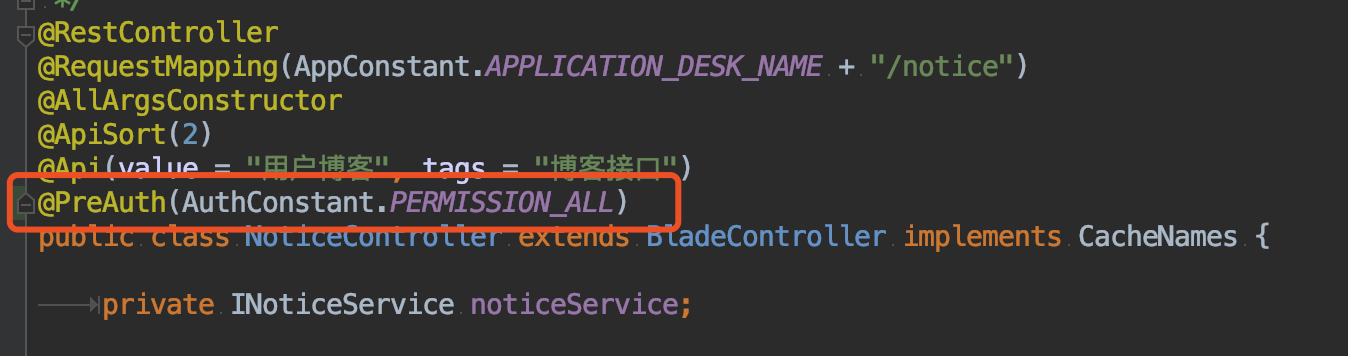 */
@RestController
@RequestMapping(AppConstant.APPLICATION_DESK_NAME + "/notice")
@AllArgsConstructor
@ApiSort(2)
@Api(value = "用户博客", tags = "博客接口")
@PreAuth(AuthConstant.PERMISSION_ALL)
public class NoticeController extends BladeController implements CacheNames {
private INoticeService noticeService;